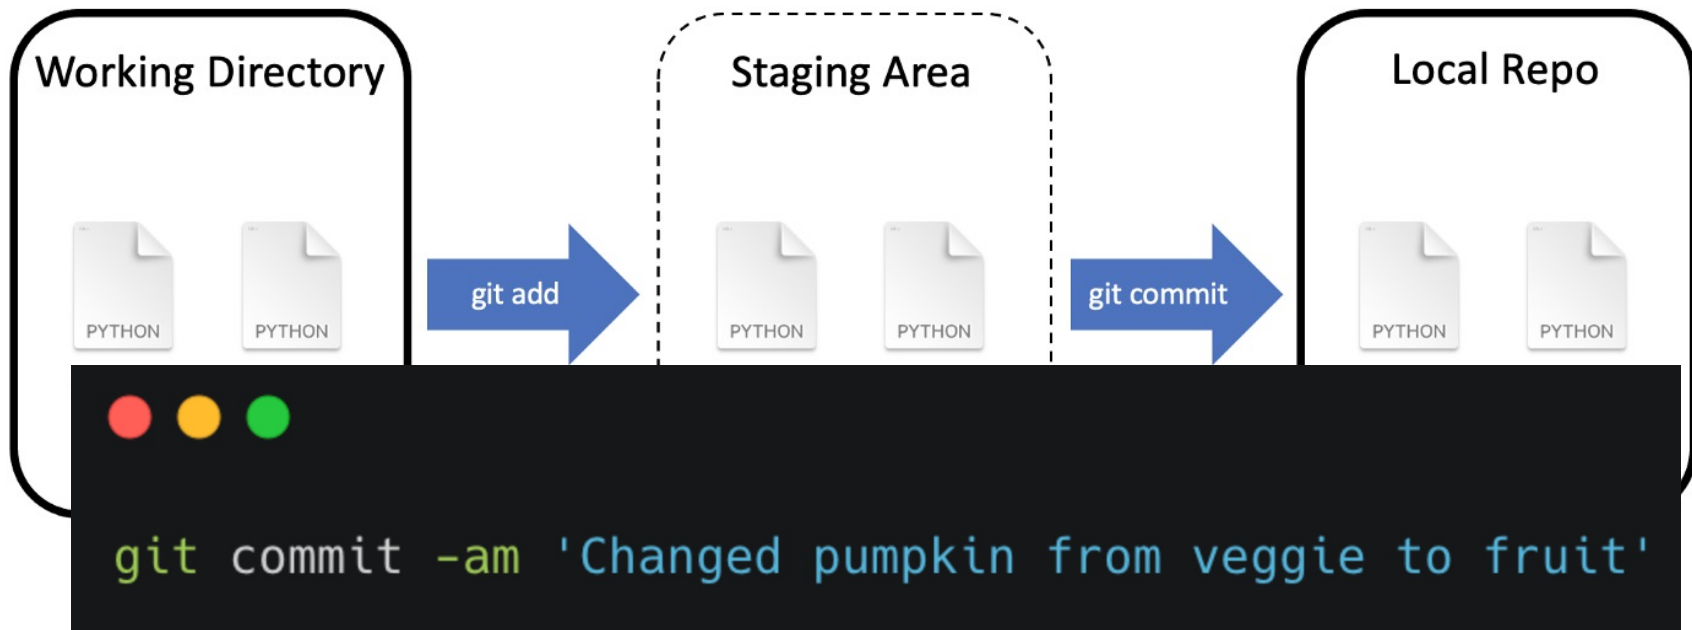 Working Directory
Staging Area
Local Repo
PYTHON
PYTHON
git add
PYTHON
PYTHON
git commit
PYTHON
PYTHON
git commit -am 'Changed pumpkin from veggie to fruit'